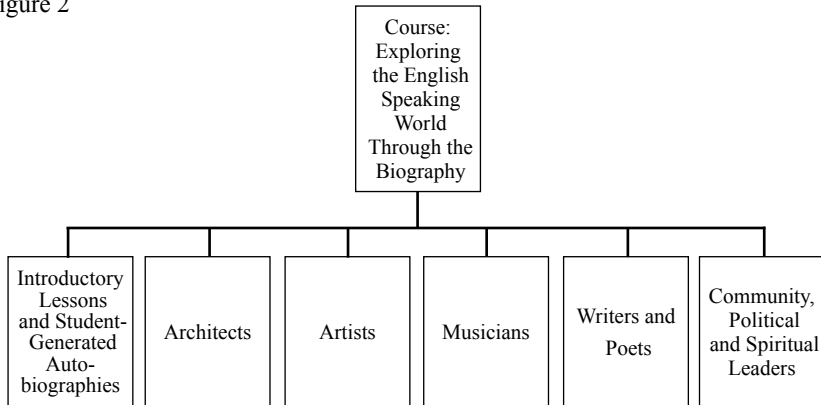 igure 2
Course:
Exploring
the English
Speaking
World
Through the
Biography
Introductory
Lessons
and Student-
Generated
Auto-
biographies
Architects
Artists
Musicians
Writers and
Poets
Community,
Political
and Spiritual
Leaders